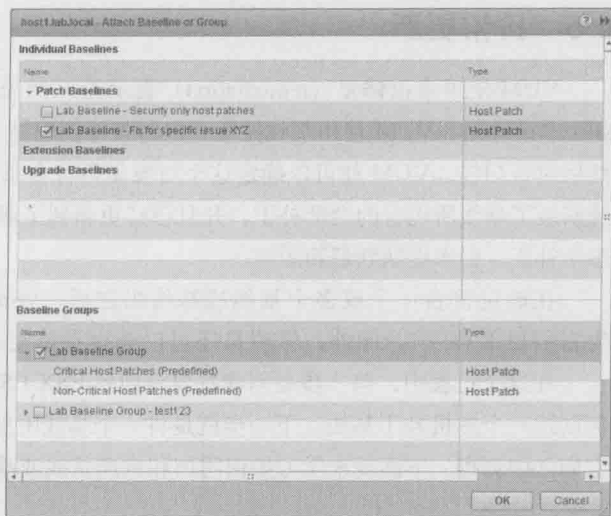 host1.lab.local - Attach Baseline or Group
Individual Baselines
Name Type
Patch Baselines
Lab Baseline - Security only host patches Host Patch
Lab Baseline - Fix for specific issue XYZ Host Patch
Extension Baselines
Upgrade Baselines
Baseline Groups
Name Type
Lab Baseline Group
Critical Host Patches (Predefined) Host Patch
Non-Critical Host Patches (Predefined) Host Patch
Lab Baseline Group - test123
OK Cancel